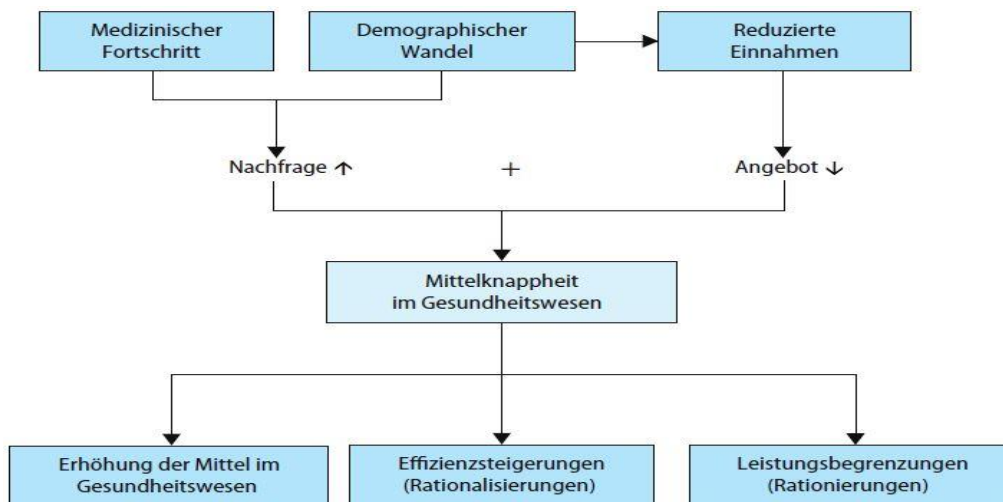 Medizinischer
Fortschritt
Demographischer
Wandel
Reduzierte
Einnahmen
Nachfrage ↑
+
Angebot ↓
Mittelknappheit
im Gesundheitswesen
Erhöhung der Mittel im
Gesundheitswesen
Effizienzsteigerungen
(Rationalisierungen)
Leistungsbegrenzungen
(Rationierungen)